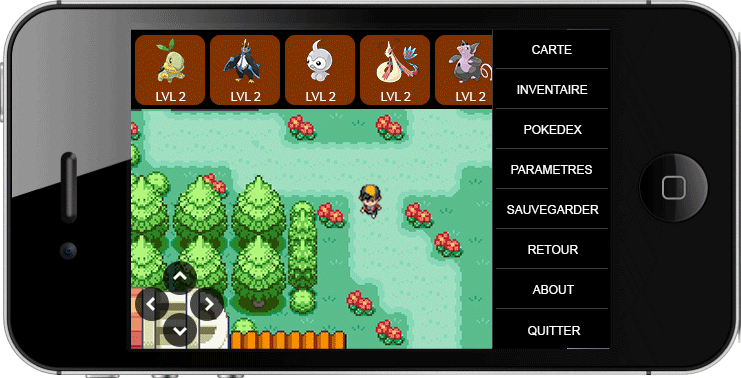 LVL 2
LVL 2
LVL 2
LVL 2
LVL 2
CARTE
INVENTAIRE
POKEDEX
PARAMETRES
SAUVEGARDER
RETOUR
ABOUT
QUITTER